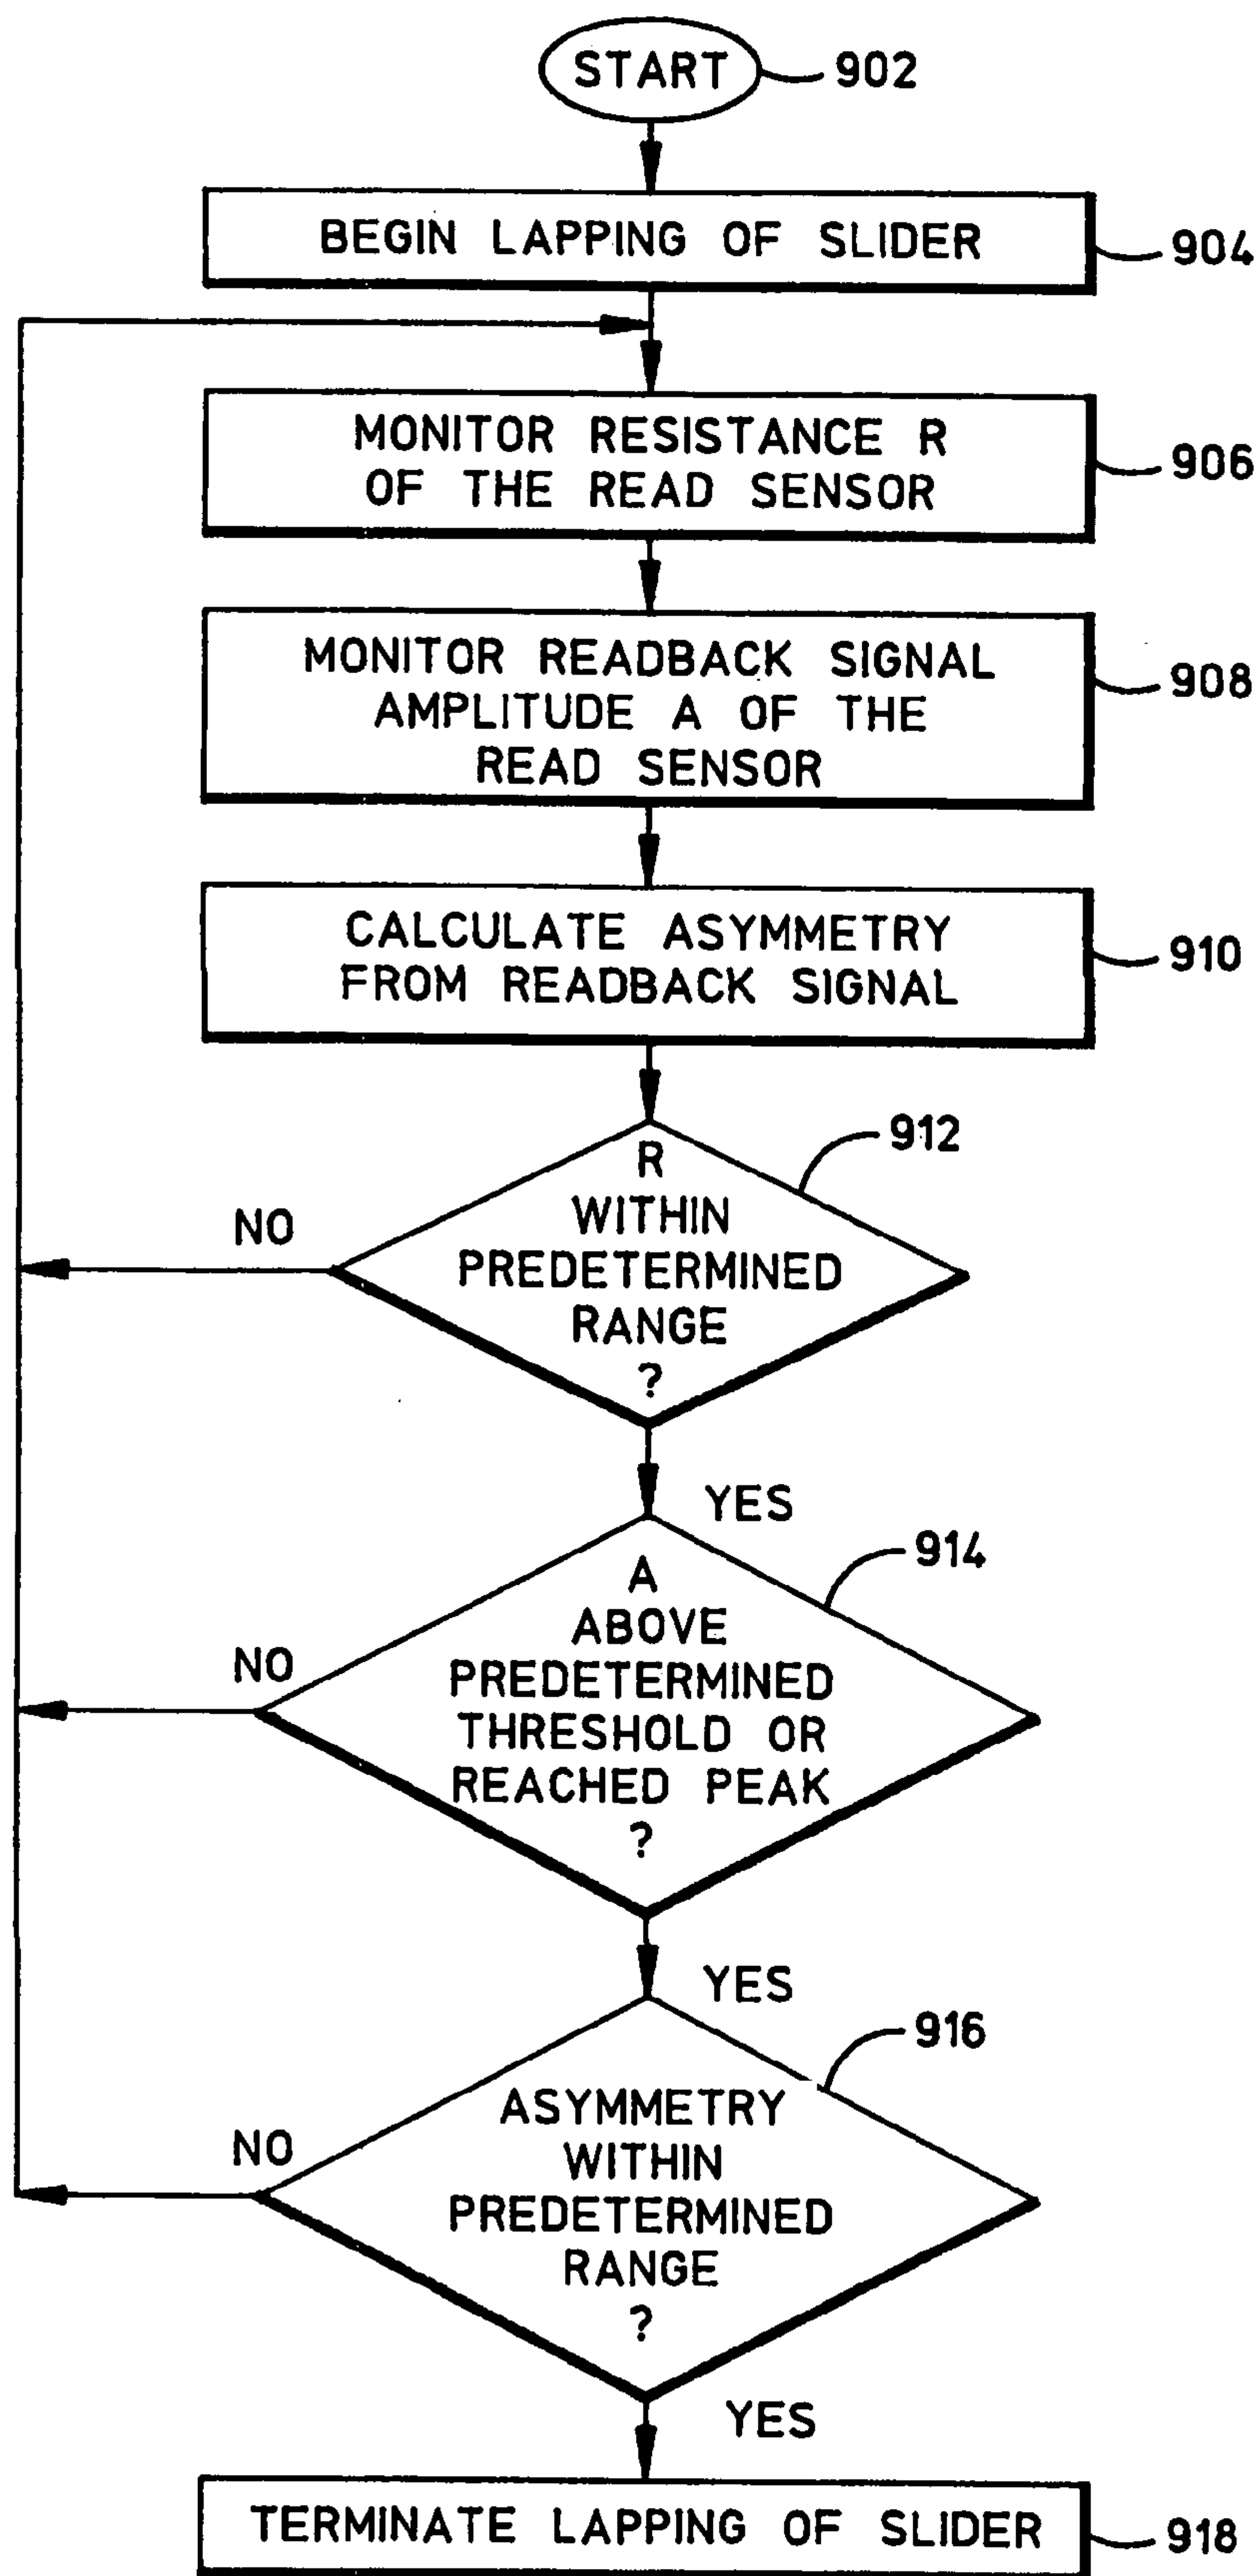 START
902
BEGIN LAPPING OF SLIDER
904
MONITOR RESISTANCE R
OF THE READ SENSOR
906
MONITOR READBACK SIGNAL
AMPLITUDE A OF THE
READ SENSOR
908
CALCULATE ASYMMETRY
FROM READBACK SIGNAL
910
912
R
WITHIN
PREDETERMINED
RANGE
?
NO
YES
914
A
ABOVE
PREDETERMINED
THRESHOLD OR
REACHED PEAK
?
NO
YES
916
ASYMMETRY
WITHIN
PREDETERMINED
RANGE
?
NO
YES
TERMINATE LAPPING OF SLIDER
918